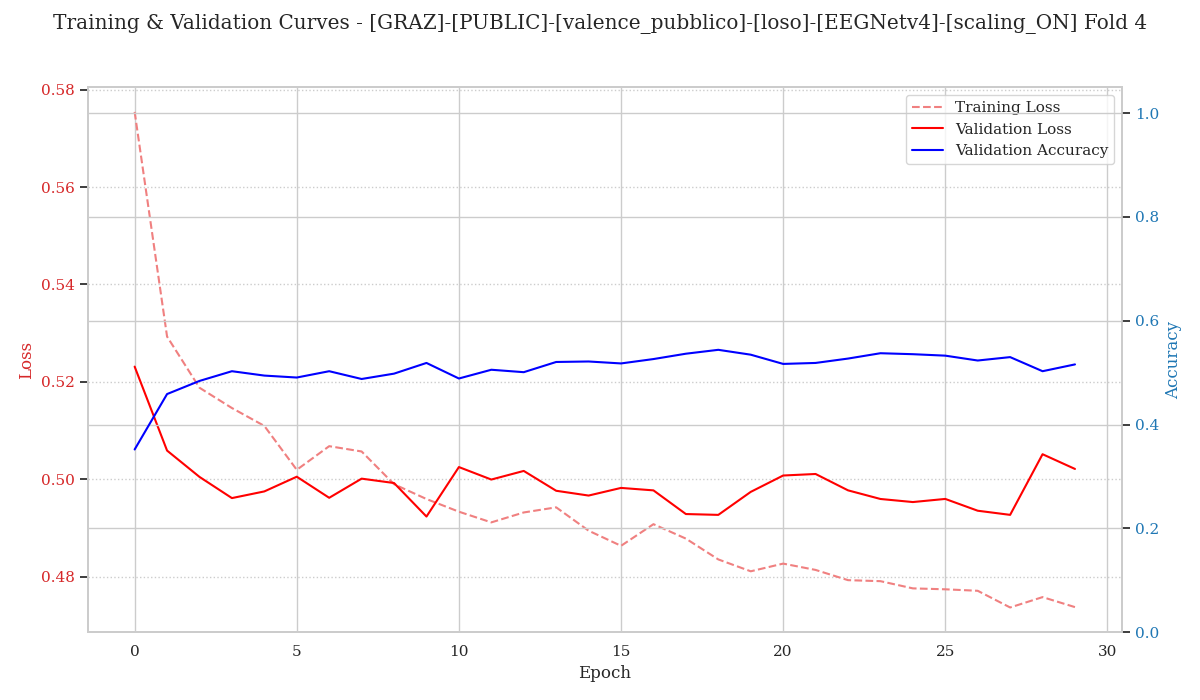 Training & Validation Curves - [GRAZ]-[PUBLIC]-[valence_pubblico]-[loso]-[EEGNetv4]-[scaling_ON] Fold 4
Training Loss
Validation Loss
Validation Accuracy
0.58
0.56
0.54
0.52
0.50
0.48
Loss
1.0
0.8
0.6
0.4
0.2
0.0
Accuracy
0 5 10 15 20 25 30
Epoch